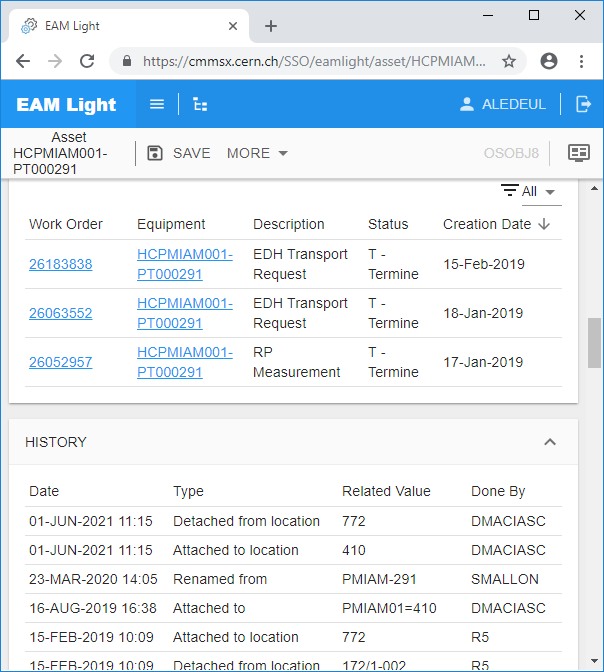 EAM Light
https://cmmsx.cern.ch/SSO/eamlight/asset/HCPMIAM...
EAM Light ALEDEUL
Asset
HCPMIAM001-
PT000291
SAVE MORE OSOBJ8
All
Work Order Equipment Description Status Creation Date
26183838 HCPMIAM001-PT000291 EDH Transport Request T - Termine 15-Feb-2019
26063552 HCPMIAM001-PT000291 EDH Transport Request T - Termine 18-Jan-2019
26052957 HCPMIAM001-PT000291 RP Measurement T - Termine 17-Jan-2019
HISTORY
Date Type Related Value Done By
01-JUN-2021 11:15 Detached from location 772 DMACIASC
01-JUN-2021 11:15 Attached to location 410 DMACIASC
23-MAR-2020 14:05 Renamed from PMIAM-291 SMALLON
16-AUG-2019 16:38 Attached to PMIAM01=410 DMACIASC
15-FEB-2019 10:09 Attached to location 772 R5
15-FEB-2019 10:09 Detached from location 172/1-002 R5